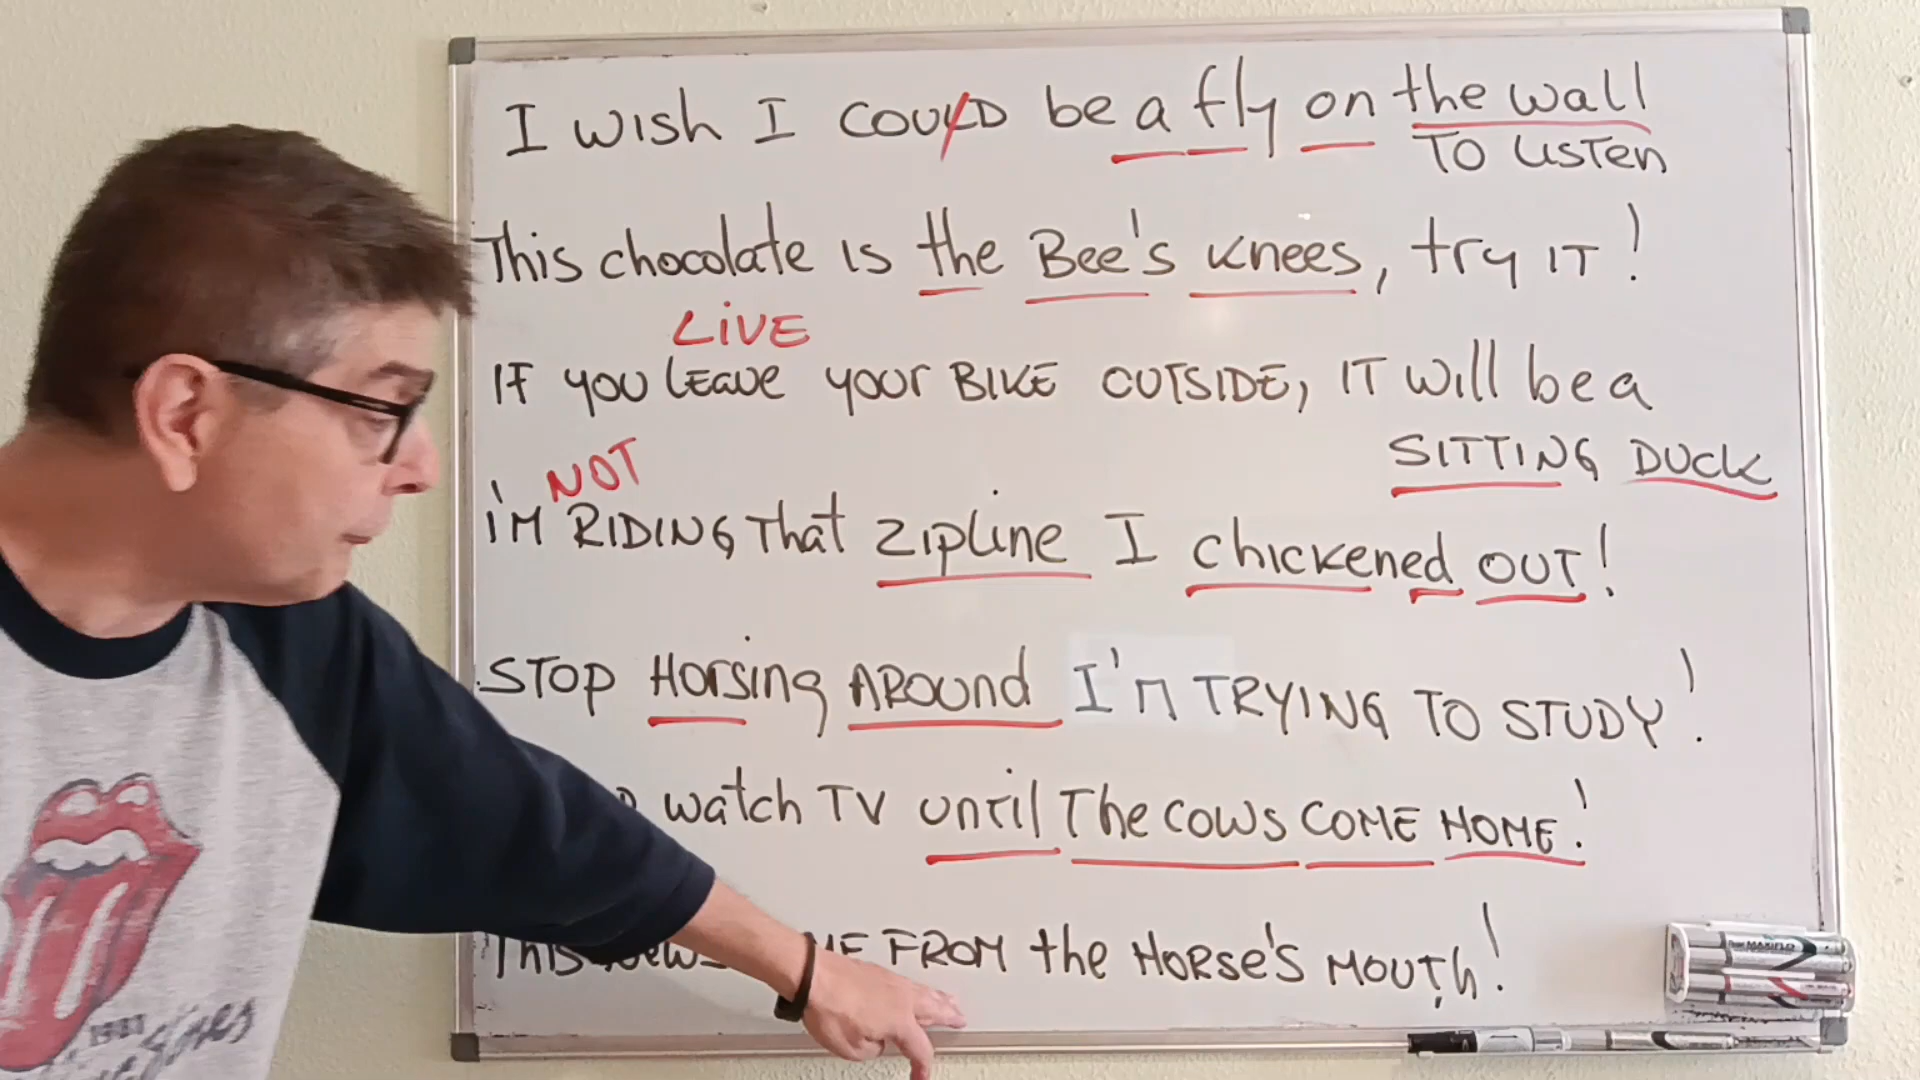 I WISH I COULD be a fly on the wall
TO LISTEN
This chocolate IS the Bee's knees, try IT!
LIVE
IF you leave your BIKE OUTSIDE, IT will be a
SITTING DUCK
NOT
I'M RIDING That zipline I chickened OUT!
STOP Horsing AROUND I'M TRYING TO STUDY!
watch TV until The cows COME HOME!
This FROM the HORSE'S MOUTh!
1983